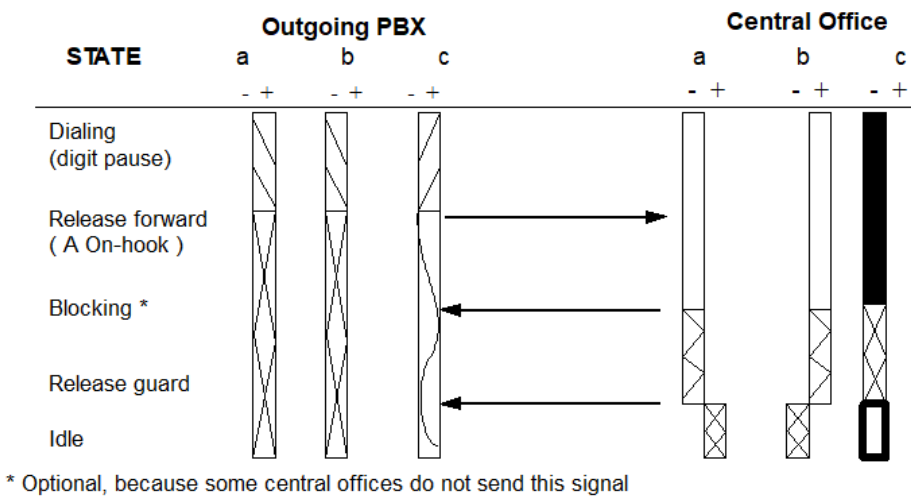 Outgoing PBX Central Office
STATE a b c a b c
- + - + - + - + - + - +
Dialing
(digit pause)
Release forward
( A On-hook )
Blocking *
Release guard
Idle
* Optional, because some central offices do not send this signal